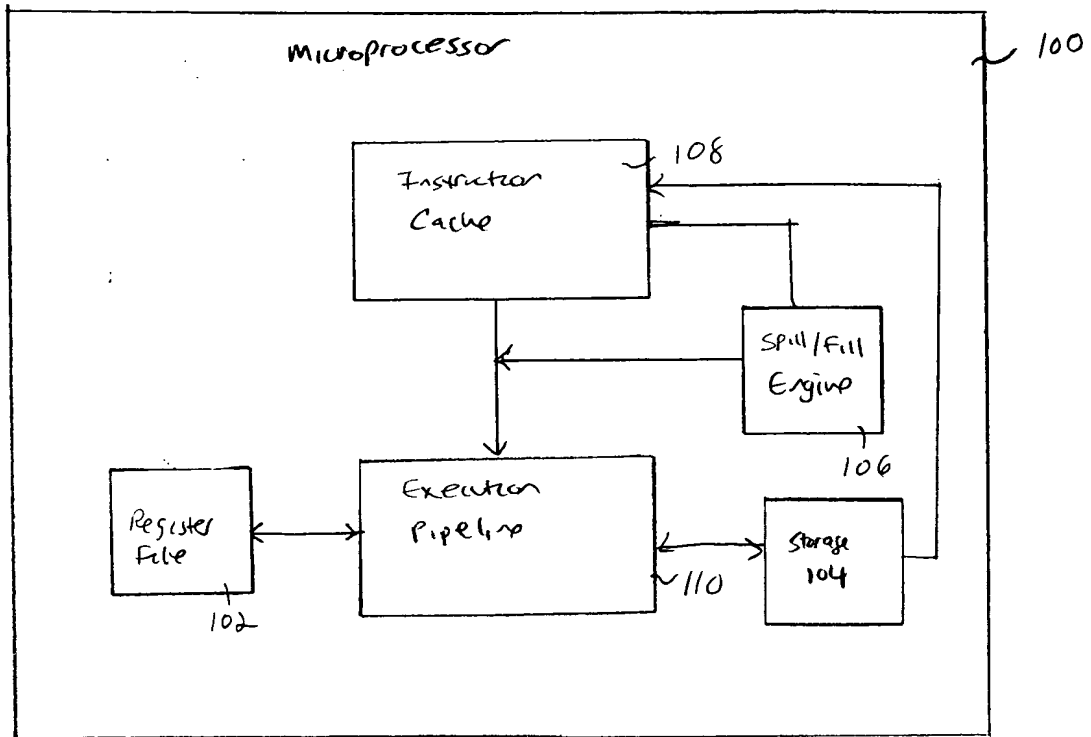 Microprocessor
100
108
Instruction
Cache
Spill/Fill
Engine
106
Execution
Pipeline
110
Register
File
102
Storage
104